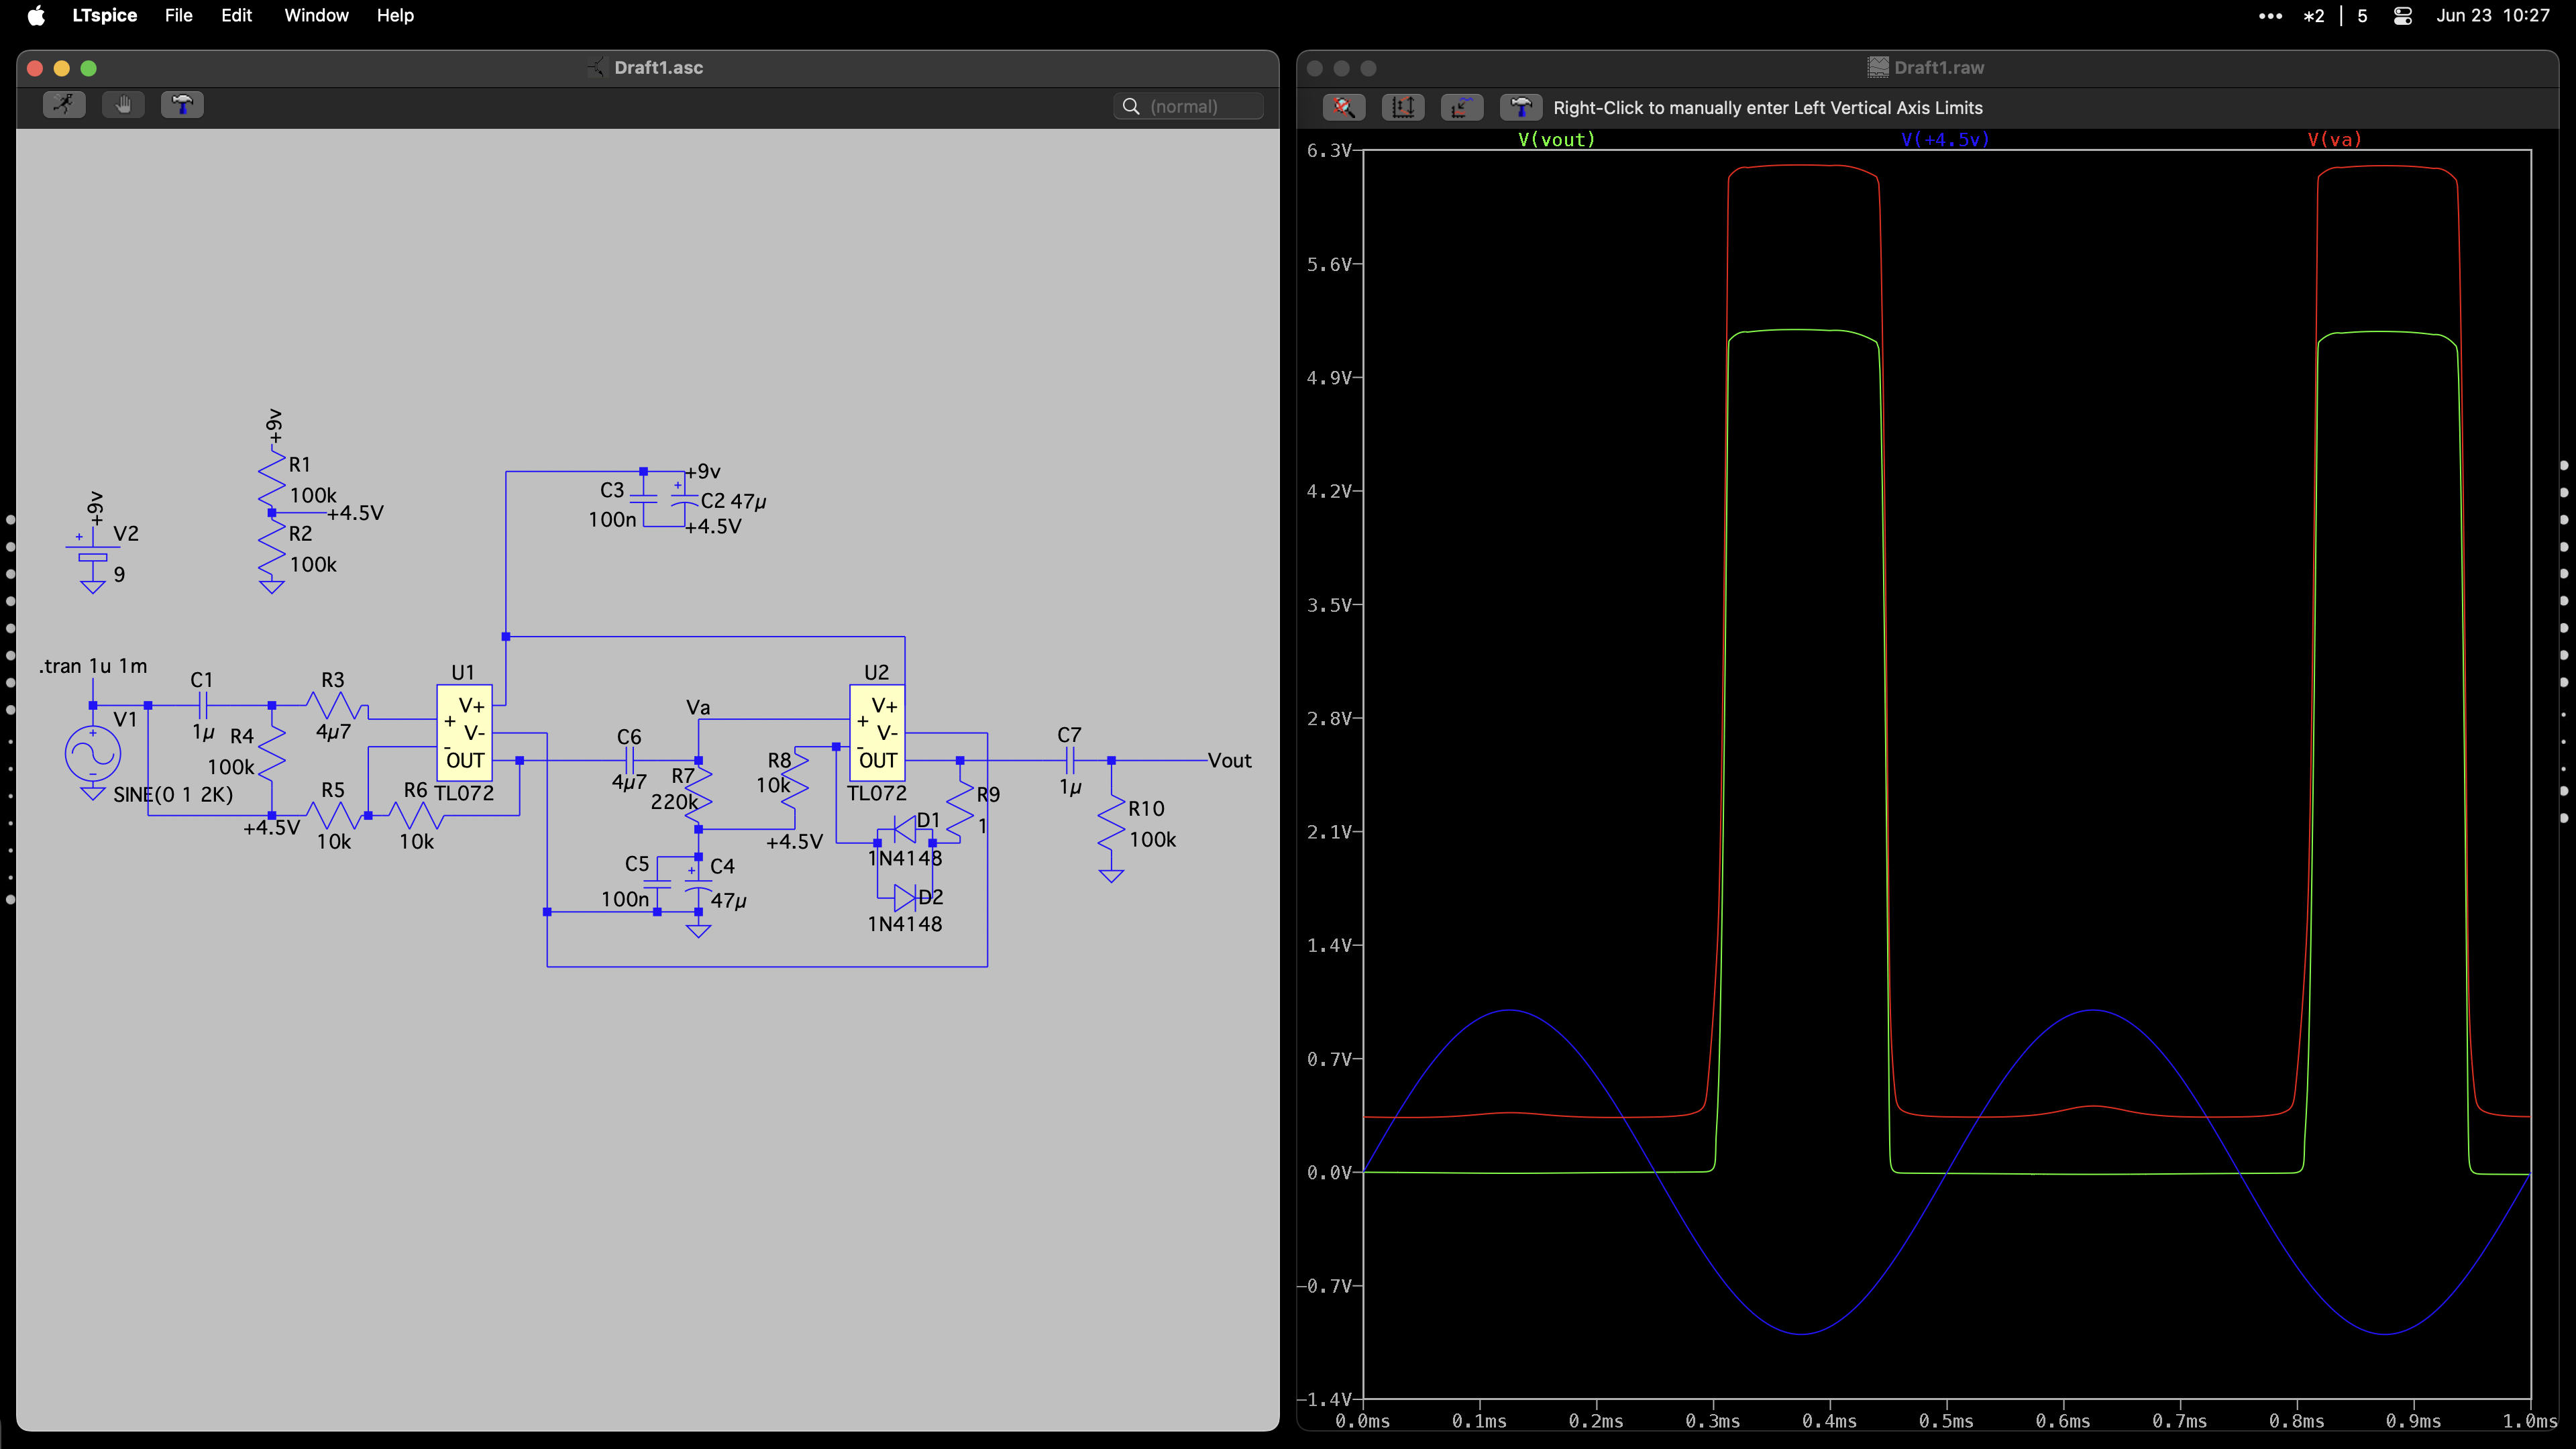 LTspice File Edit Window Help
∗2 | 5 Jun 23 10:27
Draft1.asc
(normal)
+9v
R1
100k
+4.5V
R2
100k
+9v
V2
9
+9v
C3
C2 47µ
100n
+4.5V
.tran 1u 1m
C1
1µ
R3
4µ7
V1
SINE(0 1 2K)
R4
100k
+4.5V
R5
10k
R6
10k
U1
V+
+
V-
-
OUT
TL072
C6
4µ7
Va
R7
220k
R8
10k
+4.5V
C5
100n
C4
47µ
U2
V+
+
V-
-
OUT
TL072
D1
1N4148
D2
1N4148
R9
1
C7
1µ
Vout
R10
100k
Draft1.raw
Right-Click to manually enter Left Vertical Axis Limits
V(vout) V(+4.5v) V(va)
6.3V
5.6V
4.9V
4.2V
3.5V
2.8V
2.1V
1.4V
0.7V
0.0V
-0.7V
-1.4V
0.0ms 0.1ms 0.2ms 0.3ms 0.4ms 0.5ms 0.6ms 0.7ms 0.8ms 0.9ms 1.0ms